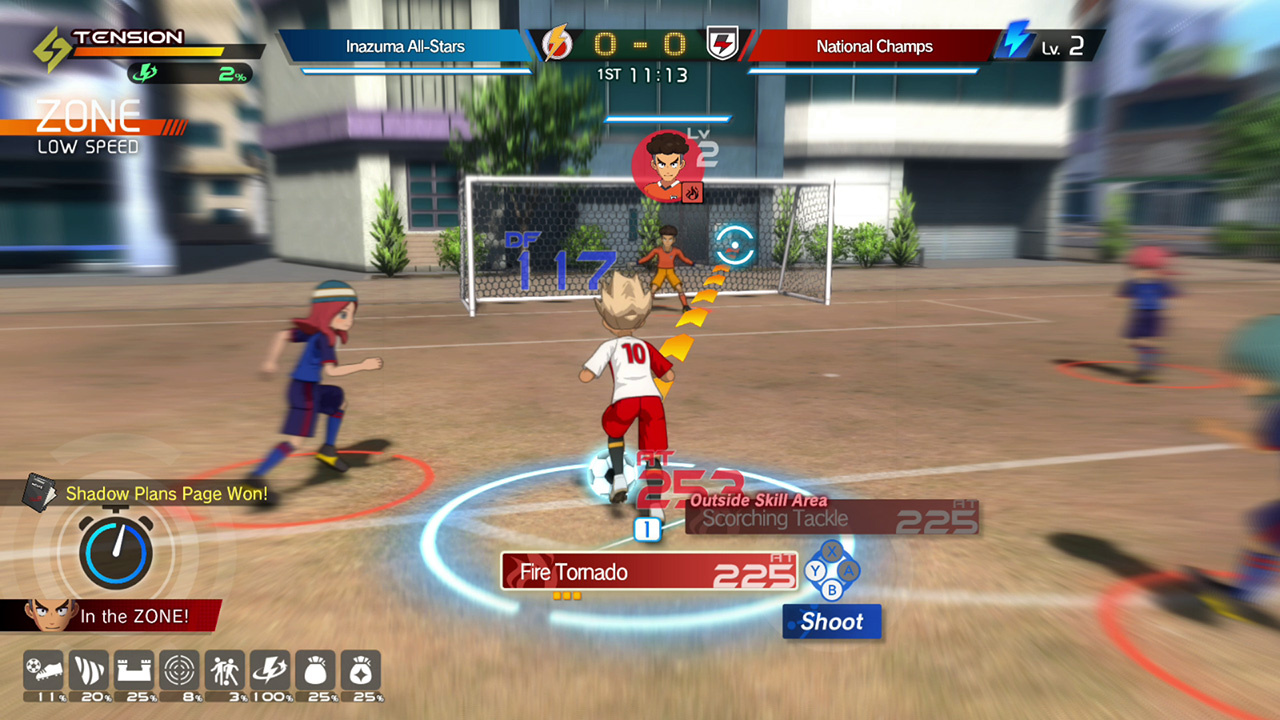 TENSION
2%
ZONE
LOW SPEED
Inazuma All-Stars
0 - 0
National Champs
Lv. 2
1ST 11:13
Lv
2
DF
117
10
AT
253
Outside Skill Area
Scorching Tackle
AT
225
1
Fire Tornado
AT
225
X
Y
A
B
Shoot
Shadow Plans Page Won!
In the ZONE!
11% 20% 25% 8% 3% 100% 25% 25%